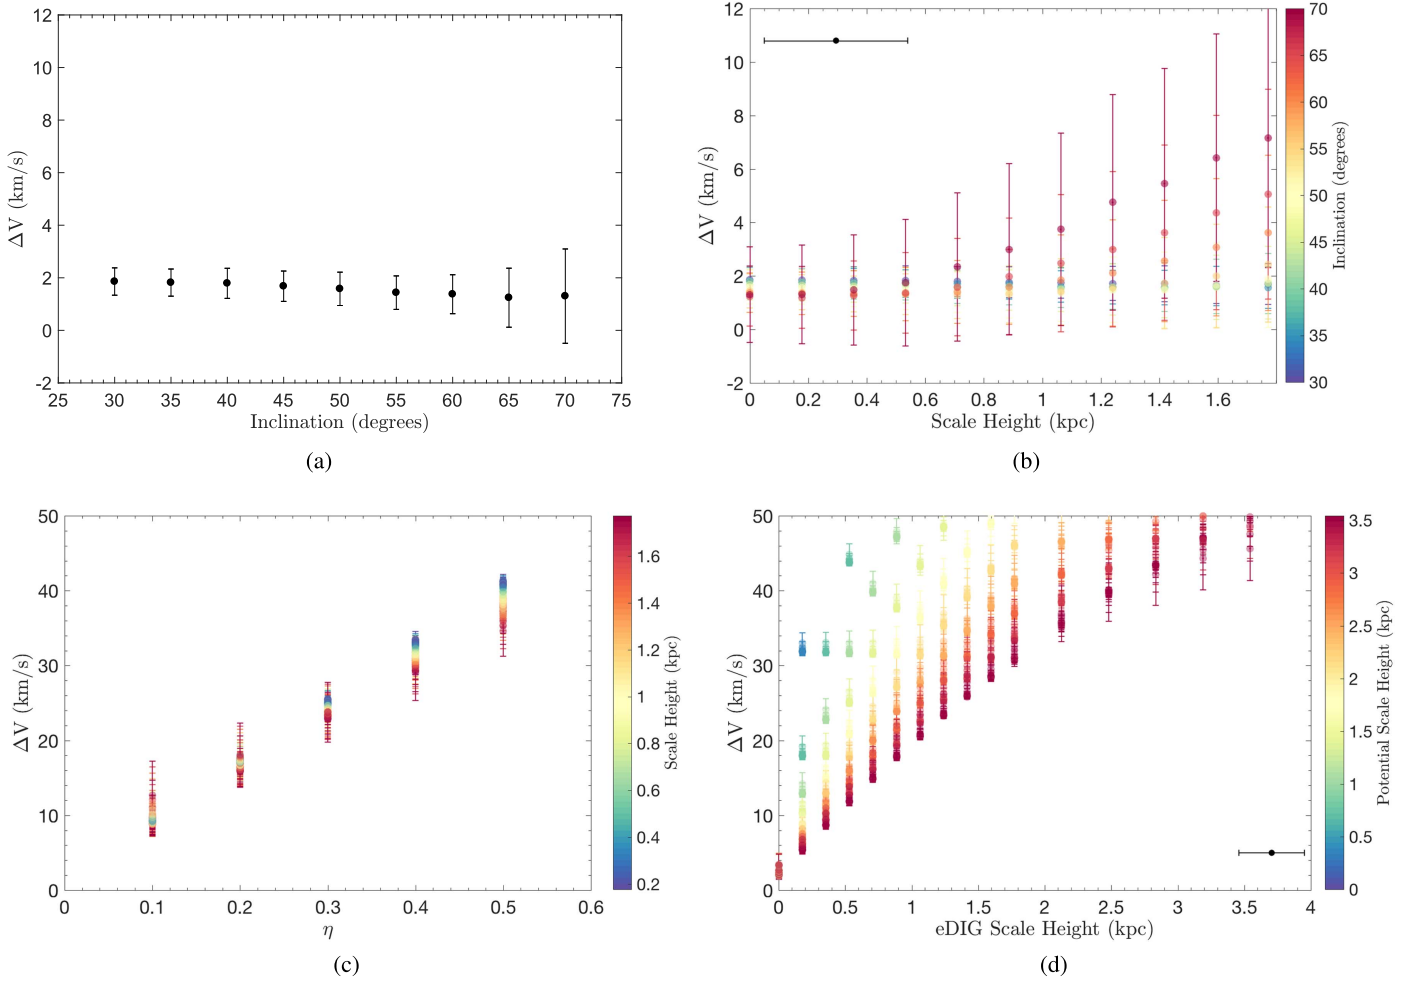 12
10
8
6
4
2
0
-2
ΔV (km/s)
25 30 35 40 45 50 55 60 65 70 75
Inclination (degrees)
(a)
12
10
8
6
4
2
0
-2
ΔV (km/s)
0 0.2 0.4 0.6 0.8 1 1.2 1.4 1.6
Scale Height (kpc)
70
65
60
55
50
45
40
35
30
Inclination (degrees)
(b)
50
40
30
20
10
0
ΔV (km/s)
0 0.1 0.2 0.3 0.4 0.5 0.6
η
1.6
1.4
1.2
1
0.8
0.6
0.4
0.2
Scale Height (kpc)
(c)
50
40
30
20
10
0
ΔV (km/s)
0 0.5 1 1.5 2 2.5 3 3.5 4
eDIG Scale Height (kpc)
3.5
3
2.5
2
1.5
1
0.5
0
Potential Scale Height (kpc)
(d)